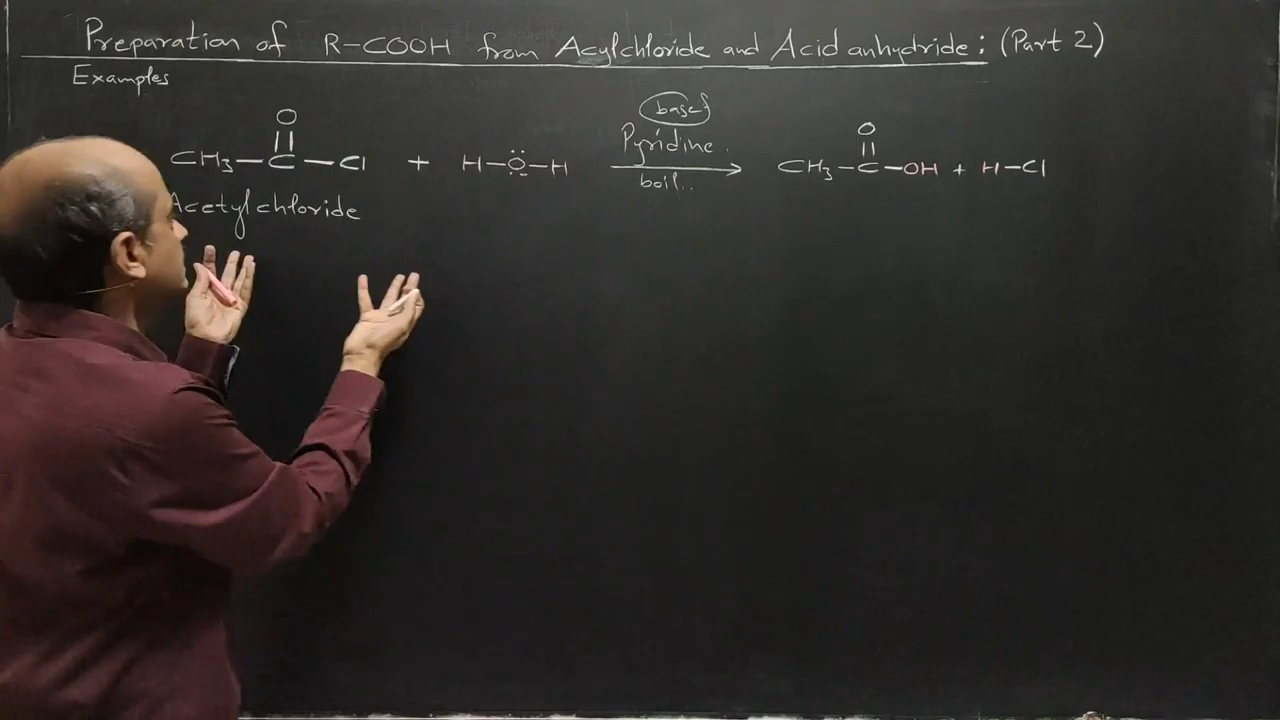 Preparation of R-COOH from Acylchloride and Acid anhydride: (Part 2)
Examples
O
||
CH3-C-Cl + H-Ö-H
base
Pyridine
boil..
O
||
CH3-C-OH + H-Cl
Acetylchloride